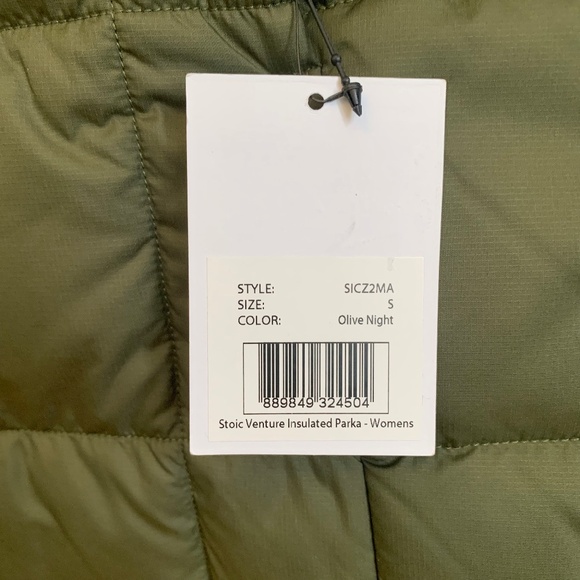 STYLE: SICZ2MA
SIZE: S
COLOR: Olive Night
889849 324504
Stoic Venture Insulated Parka - Womens